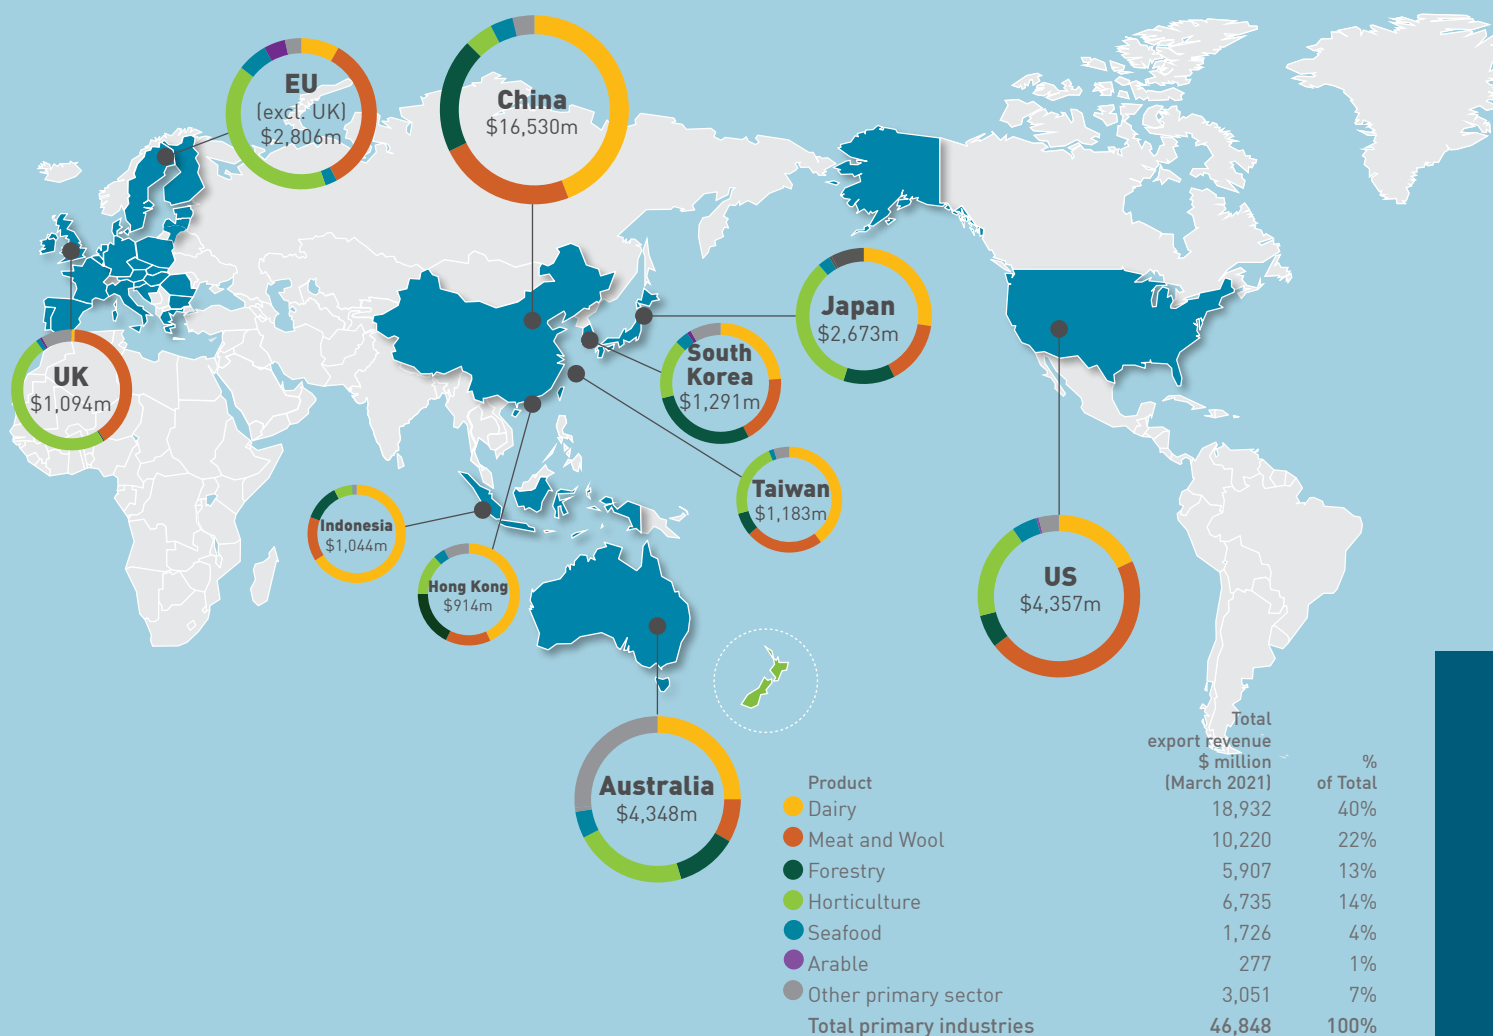 EU
(excl. UK)
$2,806m
China
$16,530m
Japan
$2,673m
South
Korea
$1,291m
UK
$1,094m
Taiwan
$1,183m
Indonesia
$1,044m
Hong Kong
$914m
US
$4,357m
Australia
$4,348m
Total
export revenue
$ million %
Product (March 2021) of Total
Dairy 18,932 40%
Meat and Wool 10,220 22%
Forestry 5,907 13%
Horticulture 6,735 14%
Seafood 1,726 4%
Arable 277 1%
Other primary sector 3,051 7%
Total primary industries 46,848 100%